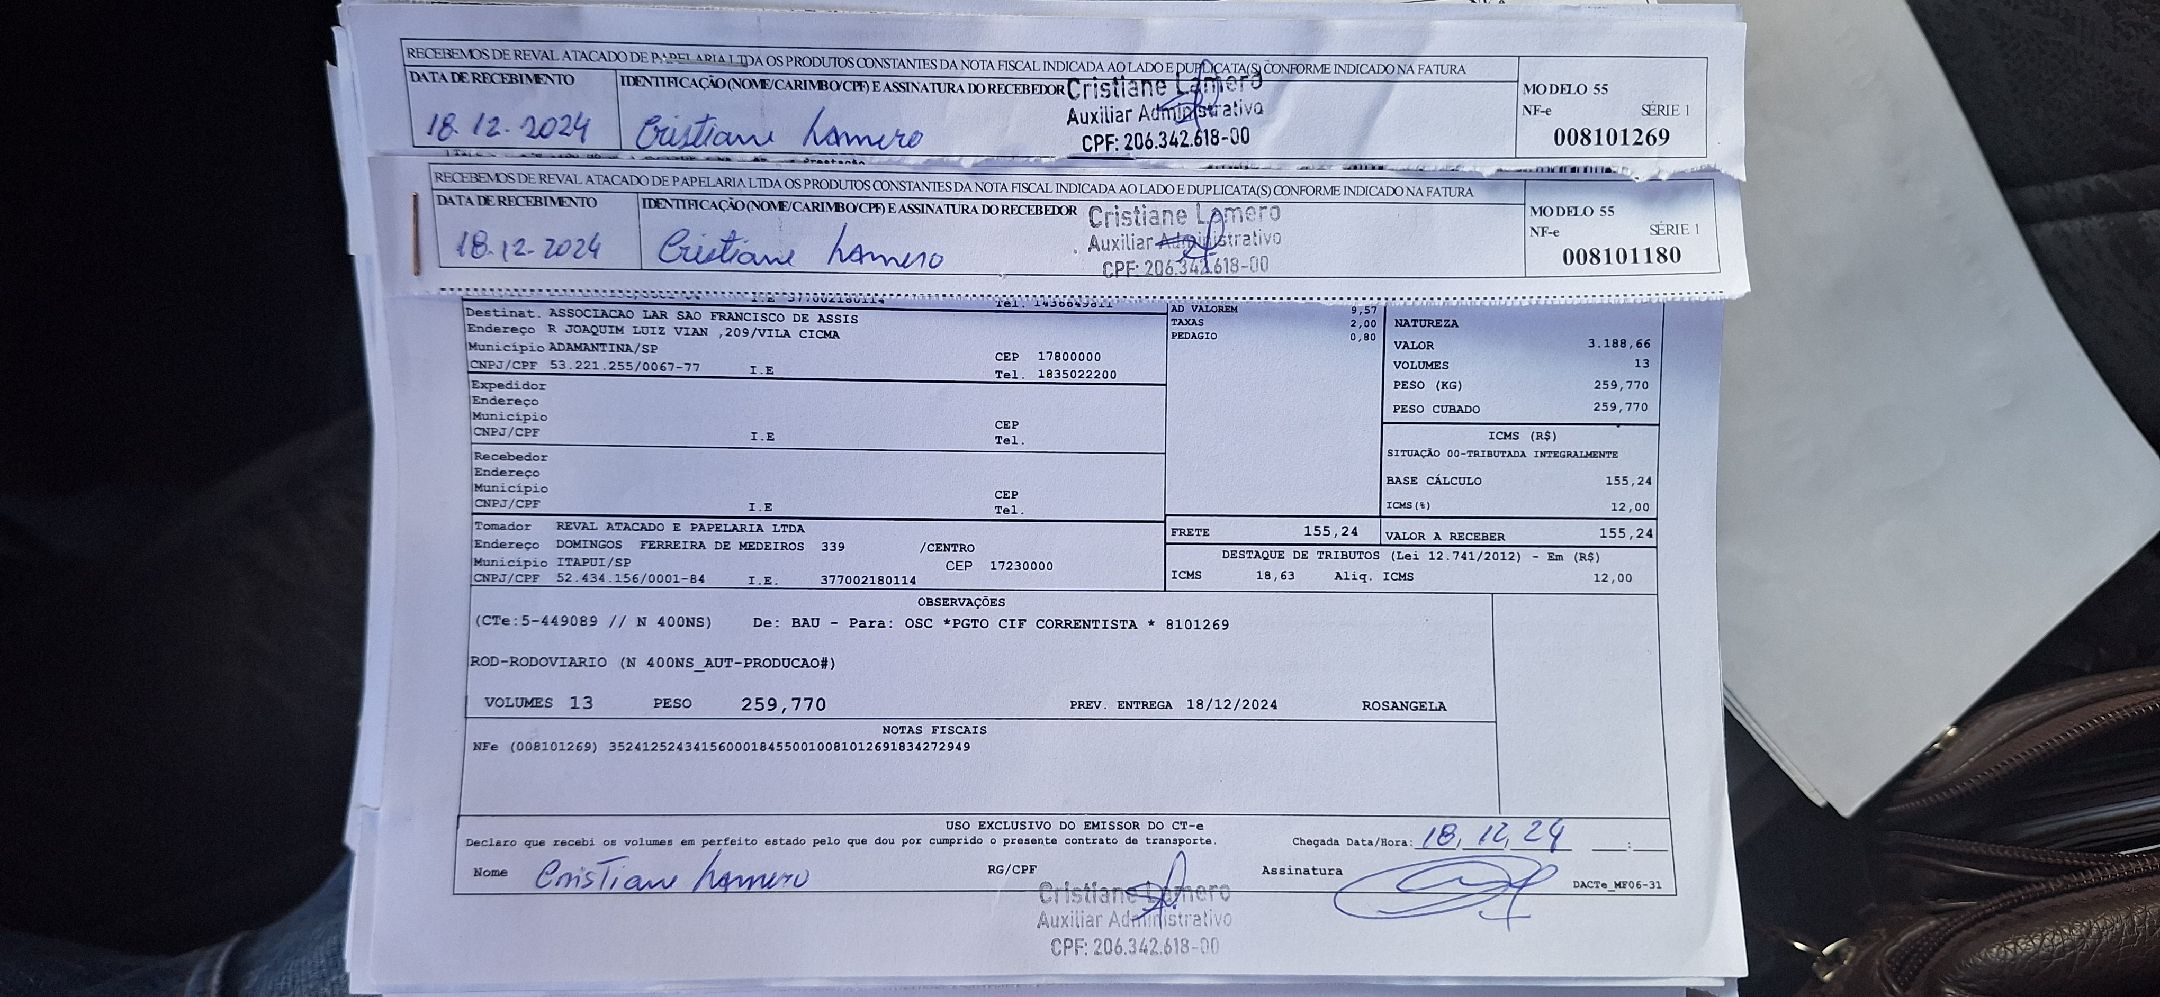 RECEBEMOS DE REVAL ATACADO DE PAPELARIA LTDA OS PRODUTOS CONSTANTES DA NOTA FISCAL INDICADA AO LADO E DUPLICATA(S) CONFORME INDICADO NA FATURA
DATA DE RECEBIMENTO
18.12.2024
IDENTIFICAÇÃO (NOME/CARIMBO/CPF) E ASSINATURA DO RECEBEDOR
Cristiane Lamero
Cristiane Lamero
Auxiliar Administrativo
CPF: 206.342.618-00
MODELO 55
NF-e SÉRIE 1
008101269
RECEBEMOS DE REVAL ATACADO DE PAPELARIA LTDA OS PRODUTOS CONSTANTES DA NOTA FISCAL INDICADA AO LADO E DUPLICATA(S) CONFORME INDICADO NA FATURA
DATA DE RECEBIMENTO
18.12.2024
IDENTIFICAÇÃO (NOME/CARIMBO/CPF) E ASSINATURA DO RECEBEDOR
Cristiane Lamero
Cristiane Lamero
Auxiliar Administrativo
CPF: 206.342.618-00
MODELO 55
NF-e SÉRIE 1
008101180
I.E 377002180114 Tel. 1436649811
Destinat. ASSOCIACAO LAR SAO FRANCISCO DE ASSIS
Endereço R JOAQUIM LUIZ VIAN ,209/VILA CICMA
Município ADAMANTINA/SP CEP 17800000
CNPJ/CPF 53.221.255/0067-77 I.E Tel. 1835022200
Expedidor
Endereço
Município CEP
CNPJ/CPF I.E Tel.
Recebedor
Endereço
Município CEP
CNPJ/CPF I.E Tel.
Tomador REVAL ATACADO E PAPELARIA LTDA
Endereço DOMINGOS FERREIRA DE MEDEIROS 339 /CENTRO
Município ITAPUI/SP CEP 17230000
CNPJ/CPF 52.434.156/0001-84 I.E. 377002180114
AD VALOREM 9,57
TAXAS 2,00
PEDAGIO 0,80
FRETE 155,24
NATUREZA
VALOR 3.188,66
VOLUMES 13
PESO (KG) 259,770
PESO CUBADO 259,770
ICMS (R$)
SITUAÇÃO 00-TRIBUTADA INTEGRALMENTE
BASE CÁLCULO 155,24
ICMS(%) 12,00
VALOR A RECEBER 155,24
DESTAQUE DE TRIBUTOS (Lei 12.741/2012) - Em (R$)
ICMS 18,63 Aliq. ICMS 12,00
OBSERVAÇÕES
(CTe:5-449089 // N 400NS) De: BAU - Para: OSC *PGTO CIF CORRENTISTA * 8101269
ROD-RODOVIARIO (N 400NS_AUT-PRODUCAO#)
VOLUMES 13 PESO 259,770 PREV. ENTREGA 18/12/2024 ROSANGELA
NOTAS FISCAIS
NFe (008101269) 35241252434156000184550010081012691834272949
USO EXCLUSIVO DO EMISSOR DO CT-e
Declaro que recebi os volumes em perfeito estado pelo que dou por cumprido o presente contrato de transporte. Chegada Data/Hora: 18,12,24 __:__
Nome Cristiane Lamero RG/CPF Assinatura DACTe_MF06-31
Cristiane Lamero
Auxiliar Administrativo
CPF: 206.342.618-00